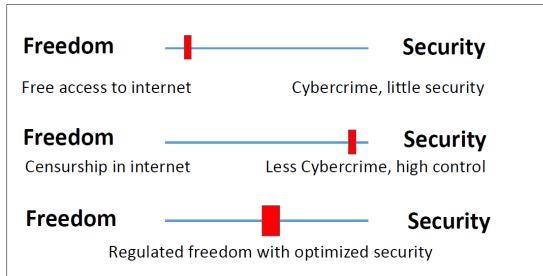 Freedom Security
Free access to internet Cybercrime, little security
Freedom Security
Censurship in internet Less Cybercrime, high control
Freedom Security
Regulated freedom with optimized security